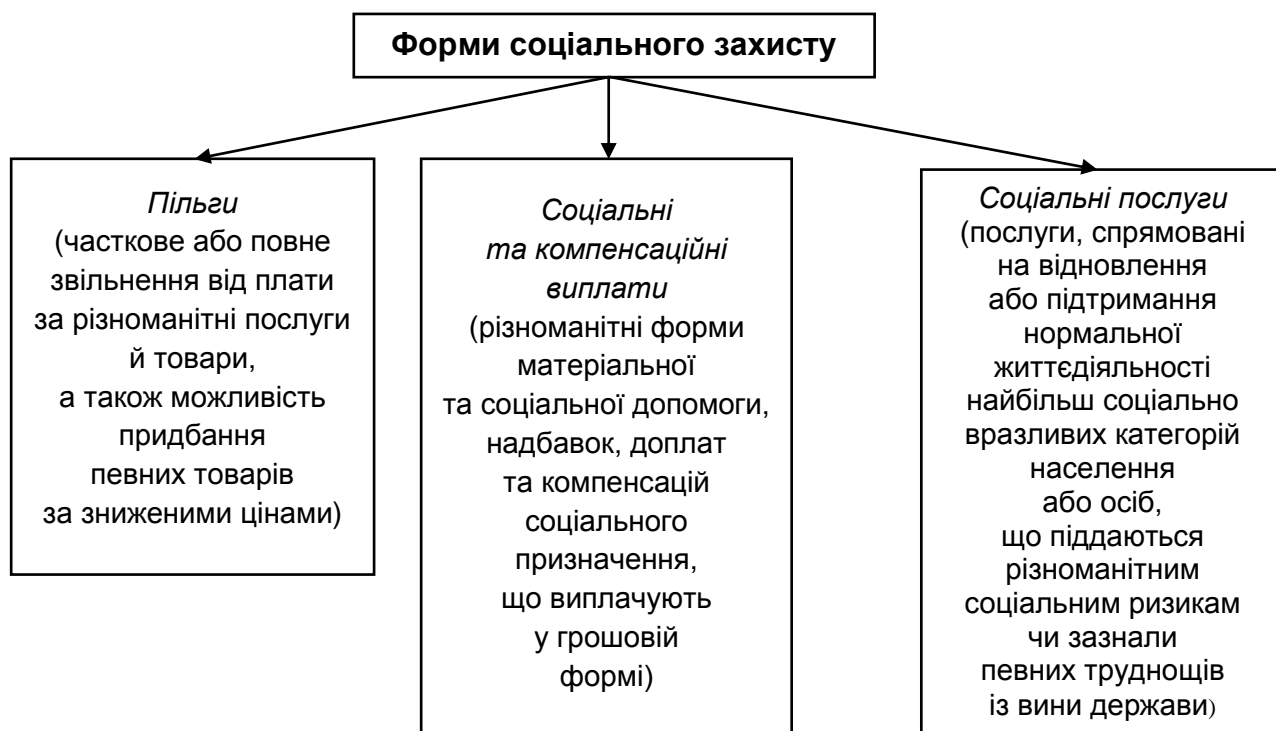 Форми соціального захисту
Пільги
(часткове або повне
звільнення від плати
за різноманітні послуги
й товари,
а також можливість
придбання
певних товарів
за зниженими цінами)
Соціальні
та компенсаційні
виплати
(різноманітні форми
матеріальної
та соціальної допомоги,
надбавок, доплат
та компенсацій
соціального
призначення,
що виплачують
у грошовій
формі)
Соціальні послуги
(послуги, спрямовані
на відновлення
або підтримання
нормальної
життєдіяльності
найбільш соціально
вразливих категорій
населення
або осіб,
що піддаються
різноманітним
соціальним ризикам
чи зазнали
певних труднощів
із вини держави)